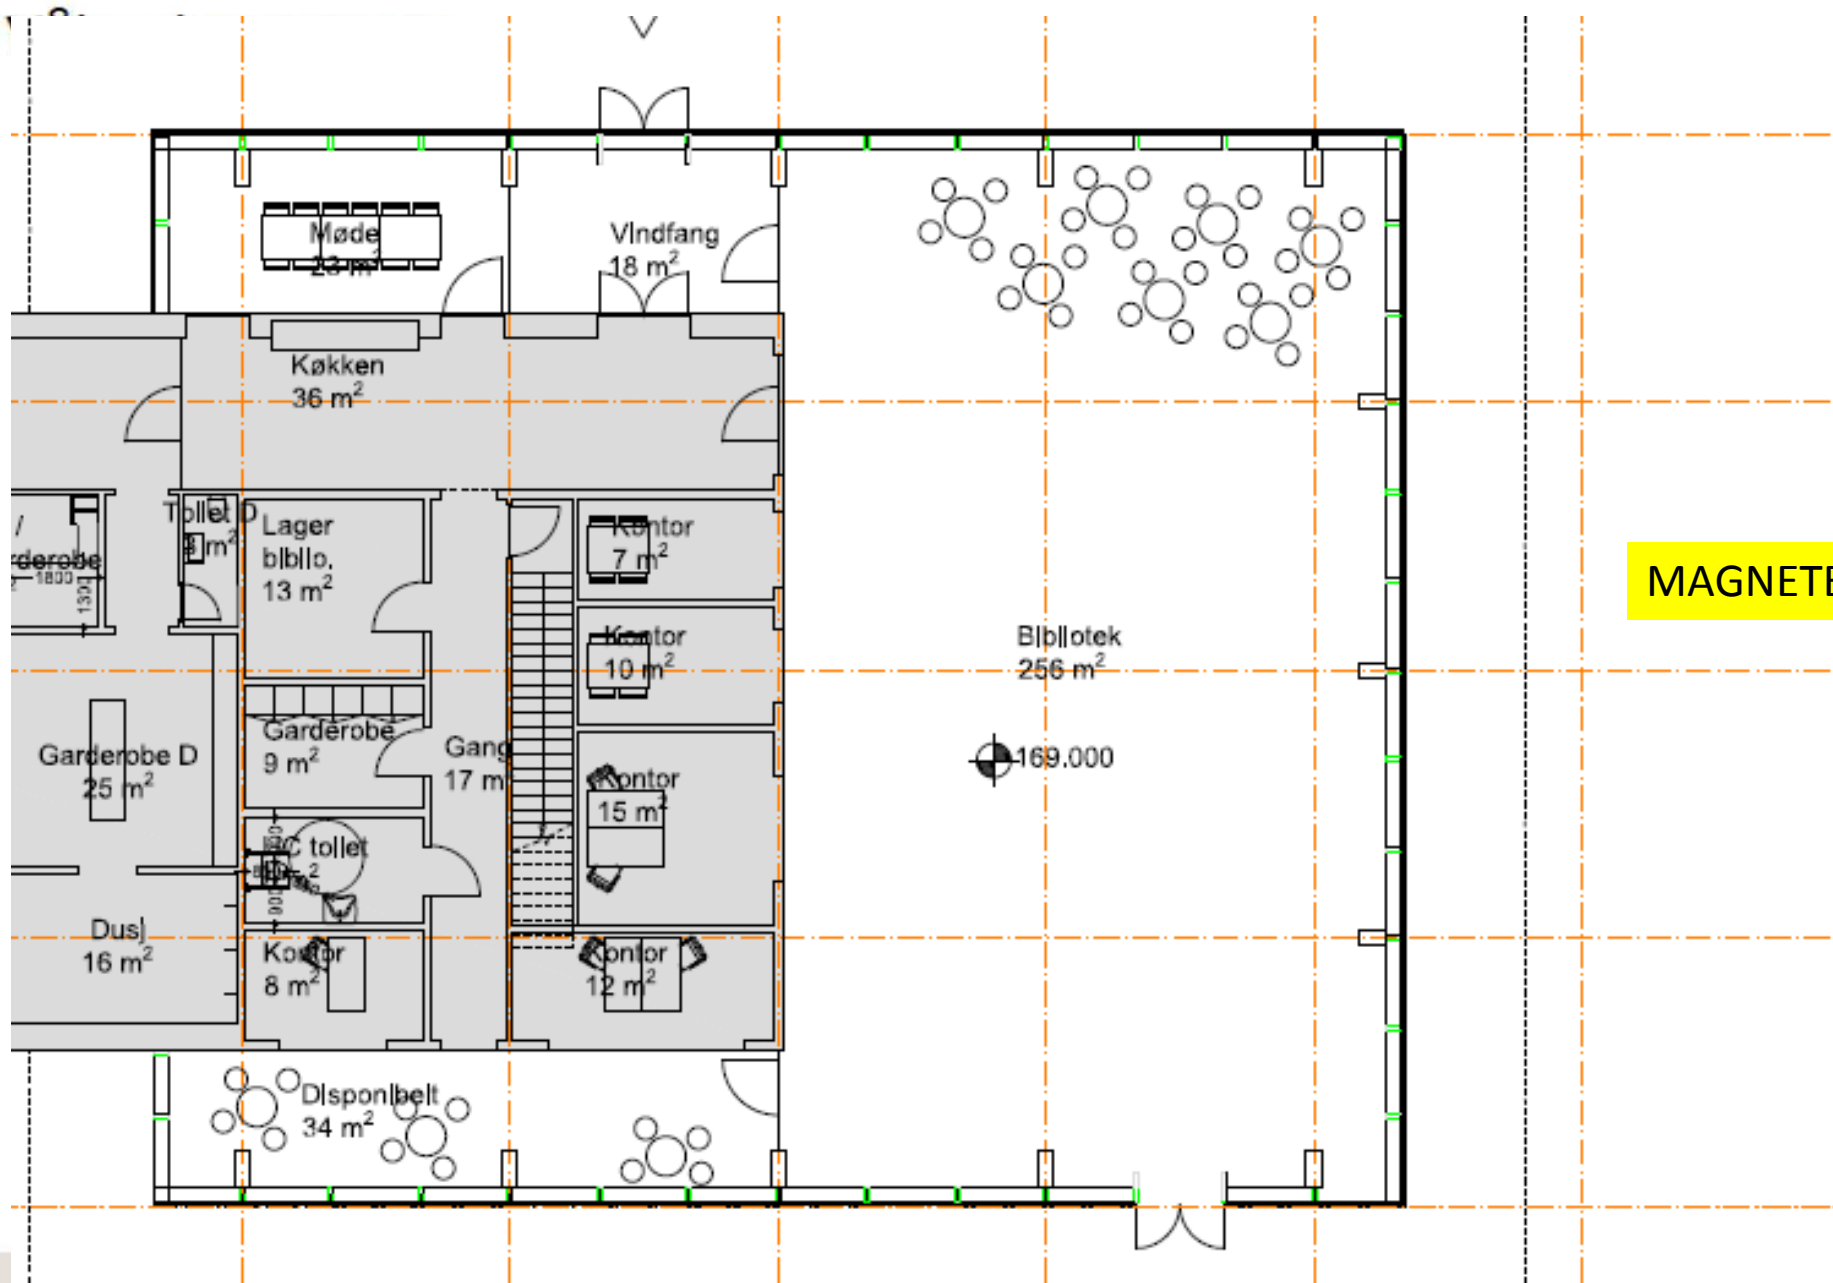 Møde
23 m²
Vindfang
18 m²
Køkken
36 m²
Toilet D
m²
Lager
biblio.
13 m²
Kontor
7 m²
/
1800
1300
Kontor
10 m²
Bibliotek
256 m²
MAGNETE
Garderobe
9 m²
Gang
17 m
Garderobe D
25 m²
Kontor
15 m²
169.000
HC toilet
Dusj
16 m²
Kontor
8 m²
Kontor
12 m²
Disponibelt
34 m²